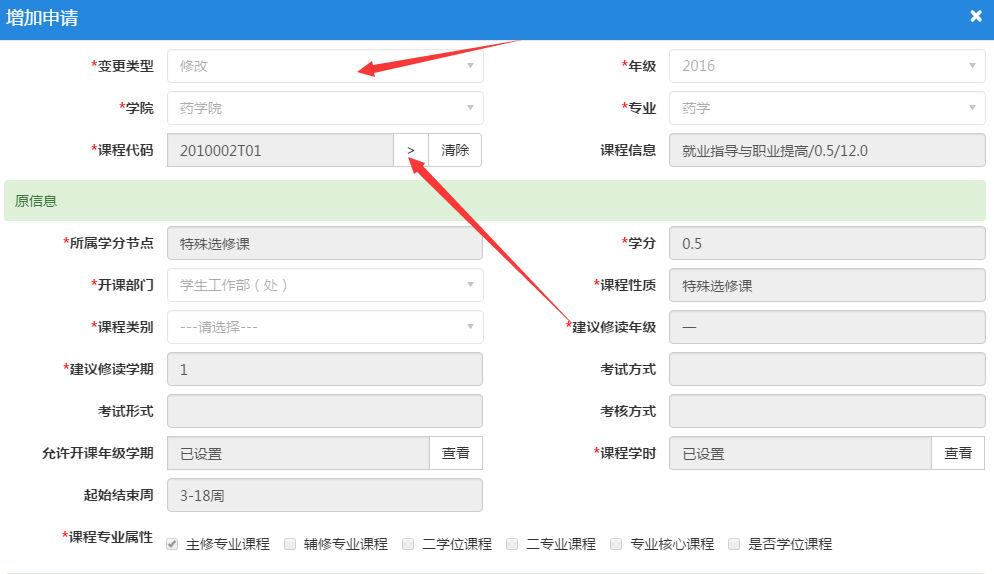 增加申请 ×
*变更类型 修改 *年级 2016
*学院 药学院 *专业 药学
*课程代码 2010002T01 > 清除 课程信息 就业指导与职业提高/0.5/12.0
原信息
*所属学分节点 特殊选修课 *学分 0.5
*开课部门 学生工作部（处） *课程性质 特殊选修课
*课程类别 ---请选择--- *建议修读年级 一
*建议修读学期 1 考试方式
考试形式 考核方式
允许开课年级学期 已设置 查看 *课程学时 已设置 查看
起始结束周 3-18周
*课程专业属性 主修专业课程 辅修专业课程 二学位课程 二专业课程 专业核心课程 是否学位课程